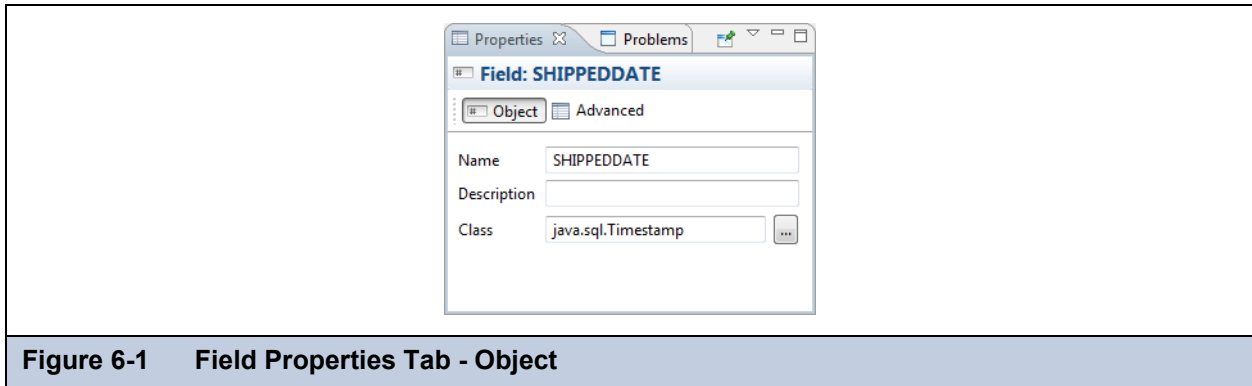 Properties Problems
Field: SHIPPEDDATE
Object Advanced
Name SHIPPEDDATE
Description
Class java.sql.Timestamp ...
Figure 6-1 Field Properties Tab - Object